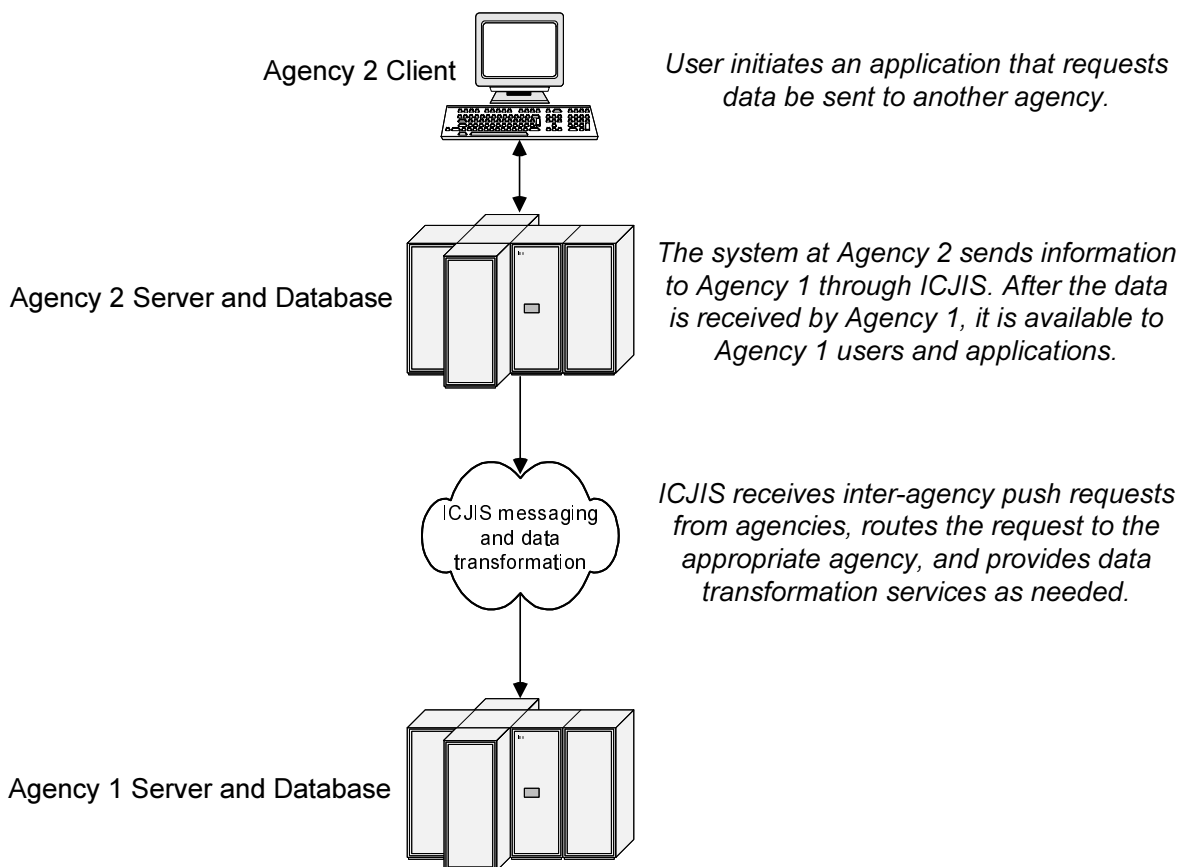 Agency 2 Client
User initiates an application that requests
data be sent to another agency.
Agency 2 Server and Database
The system at Agency 2 sends information
to Agency 1 through ICJIS. After the data
is received by Agency 1, it is available to
Agency 1 users and applications.
ICJIS messaging
and data
transformation
ICJIS receives inter-agency push requests
from agencies, routes the request to the
appropriate agency, and provides data
transformation services as needed.
Agency 1 Server and Database